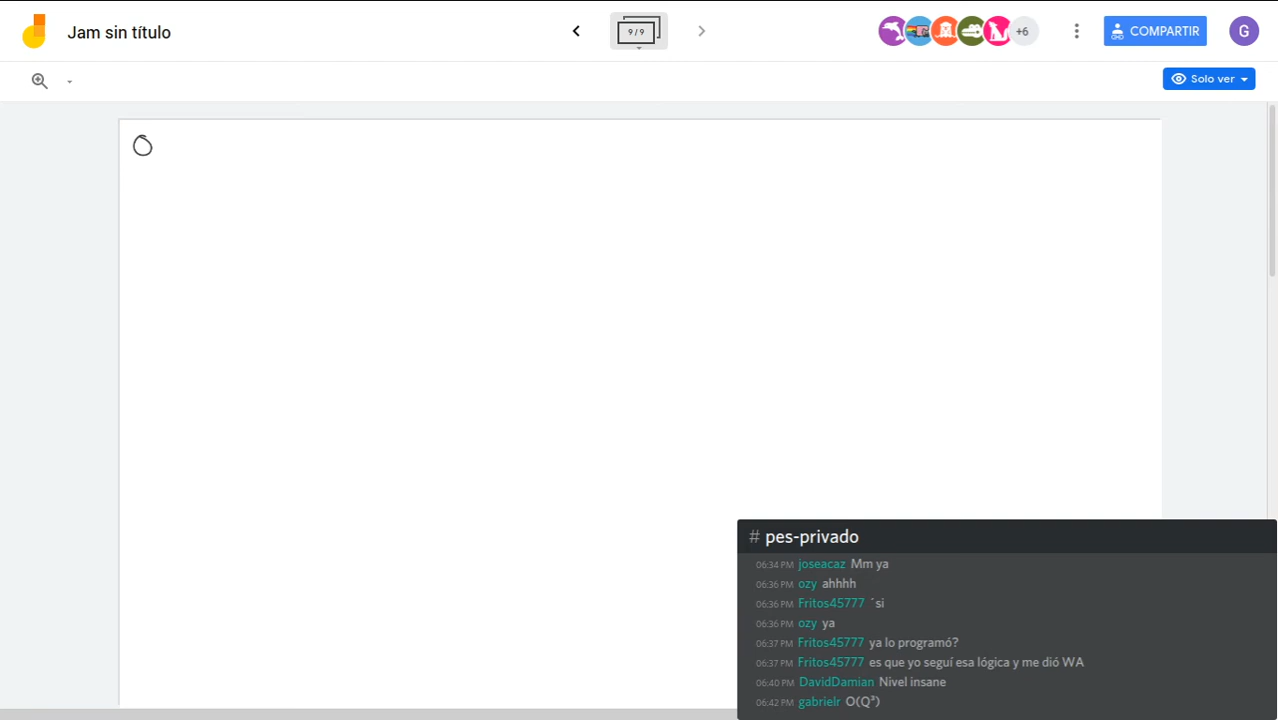 Jam sin título
9/9
+6
COMPARTIR
G
Solo ver
O
# pes-privado
06:34 PM joseacaz Mm ya
06:36 PM ozy ahhhh
06:36 PM Fritos45777 ´si
06:36 PM ozy ya
06:37 PM Fritos45777 ya lo programó?
06:37 PM Fritos45777 es que yo seguí esa lógica y me dió WA
06:40 PM DavidDamian Nivel insane
06:42 PM gabrielr O(Q²)